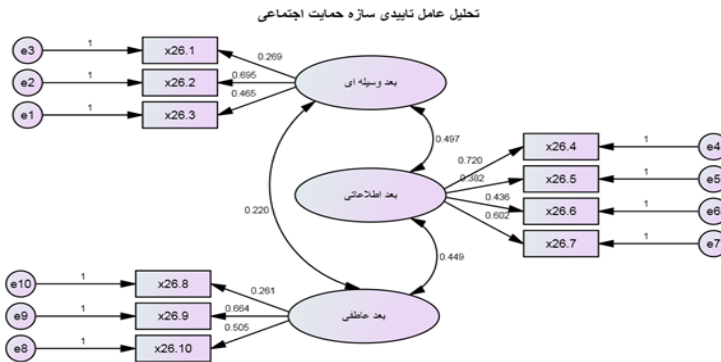 تحلیل عامل تاییدی سازه حمایت اجتماعی
e3 1 x26.1 0.269
e2 1 x26.2 0.695
e1 1 x26.3 0.465
بعد وسیله ای
0.497
x26.4 1 e4 0.720
x26.5 1 e5 0.382
x26.6 1 e6 0.436
x26.7 1 e7 0.602
بعد اطلاعاتی
0.220
0.449
e10 1 x26.8 0.261
e9 1 x26.9 0.664
e8 1 x26.10 0.505
بعد عاطفی